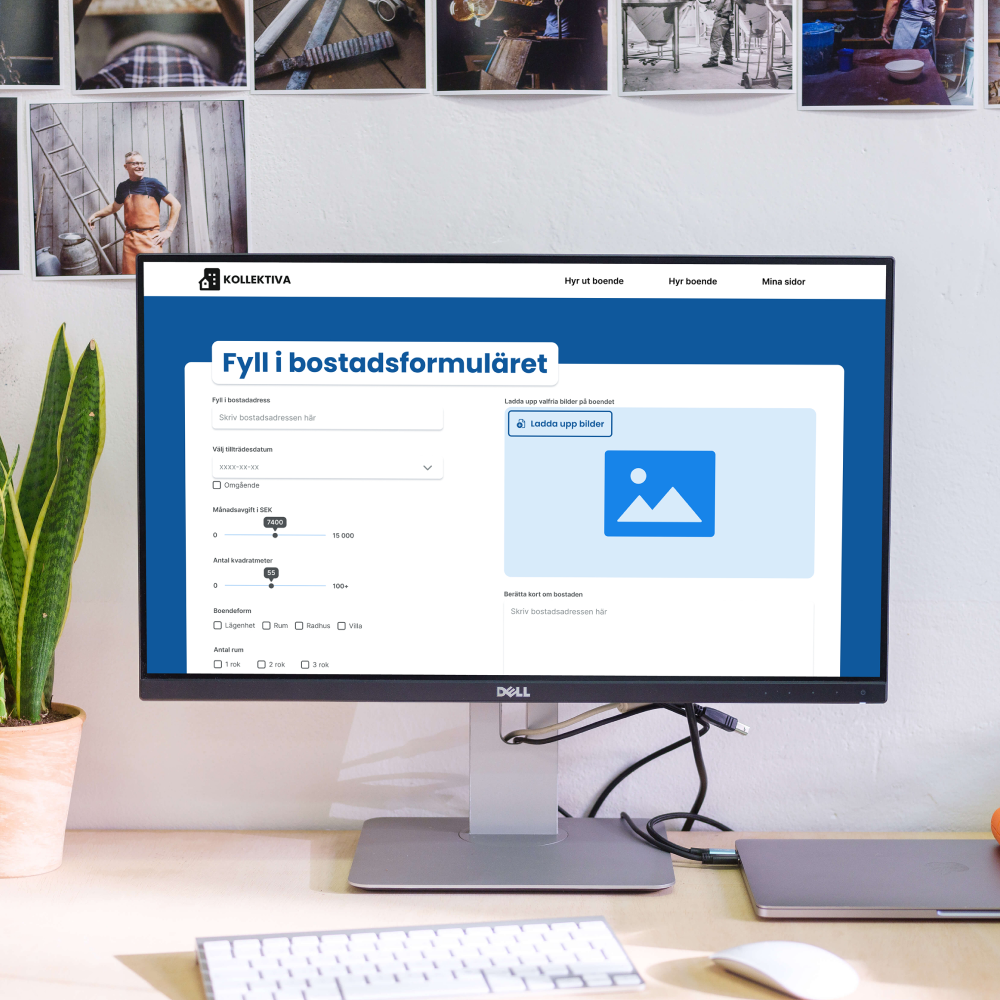 KOLLEKTIVA
Hyr ut boende
Hyr boende
Mina sidor
Fyll i bostadsformuläret
Fyll i bostadadress
Skriv bostadsadressen här
Välj tillträdesdatum
xxxx-xx-xx
Omgående
Månadsavgift i SEK
7400
0
15 000
Antal kvadratmeter
55
0
100+
Boendeform
Lägenhet
Rum
Radhus
Villa
Antal rum
1 rok
2 rok
3 rok
Ladda upp valfria bilder på boendet
Ladda upp bilder
Berätta kort om bostaden
Skriv bostadsadressen här
DELL